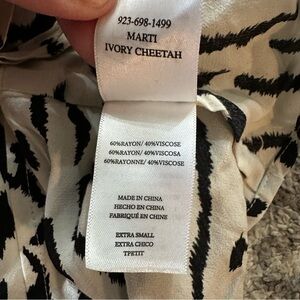 923-698-1499
MARTI
IVORY CHEETAH
60%RAYON/ 40%VISCOSE
60%RAYON/ 40%VISCOSA
60%RAYONNE/ 40%VISCOSE
MADE IN CHINA
HECHO EN CHINA
FABRIQUÉ EN CHINE
EXTRA SMALL
EXTRA CHICO
TPETIT